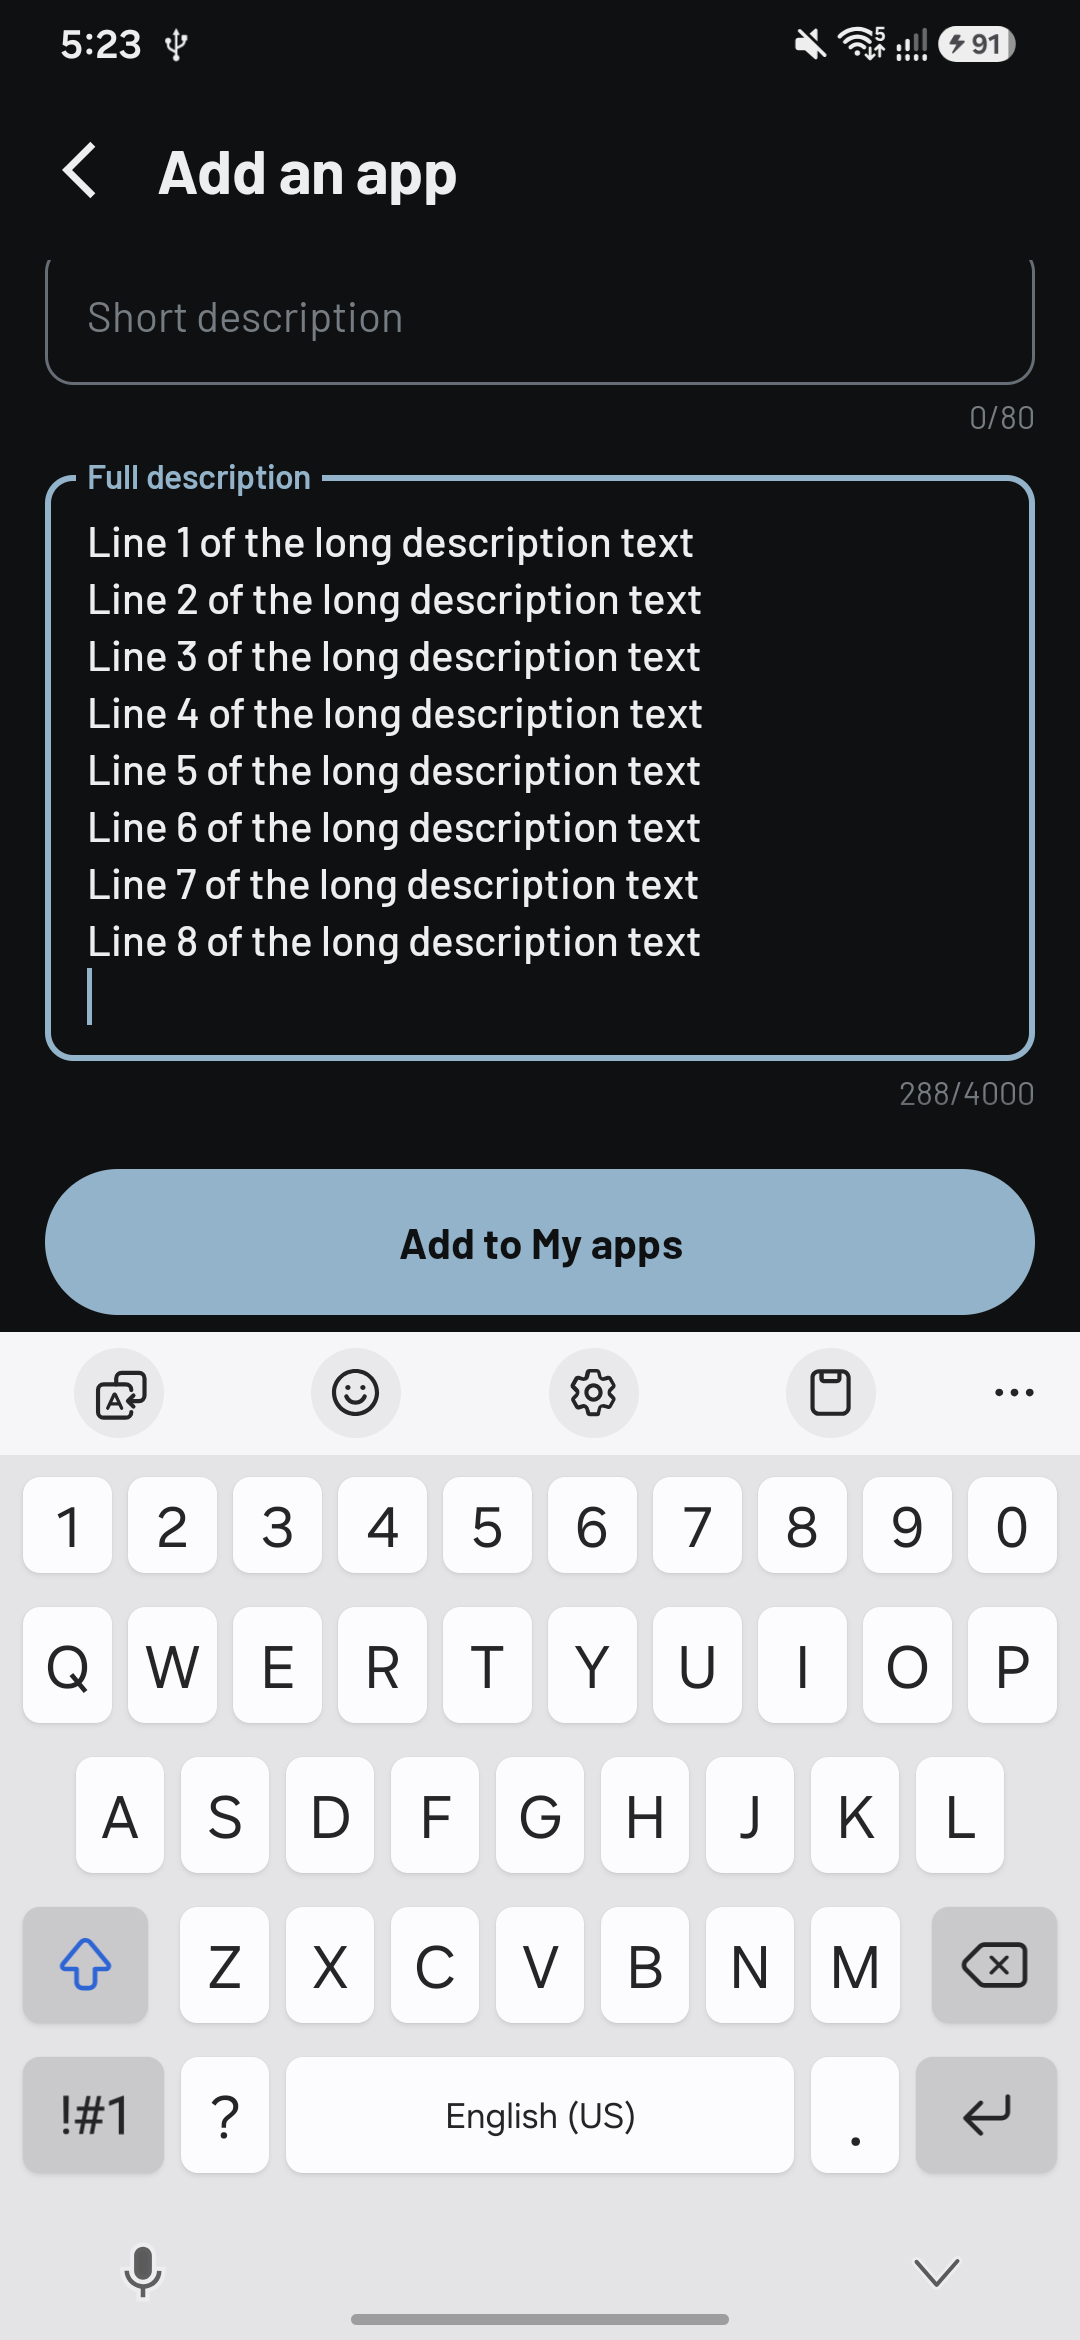 5:23
5
91
Add an app
Short description
0/80
Full description
Line 1 of the long description text
Line 2 of the long description text
Line 3 of the long description text
Line 4 of the long description text
Line 5 of the long description text
Line 6 of the long description text
Line 7 of the long description text
Line 8 of the long description text
288/4000
Add to My apps
A
1 2 3 4 5 6 7 8 9 0
Q W E R T Y U I O P
A S D F G H J K L
Z X C V B N M
!#1 ? English (US) .